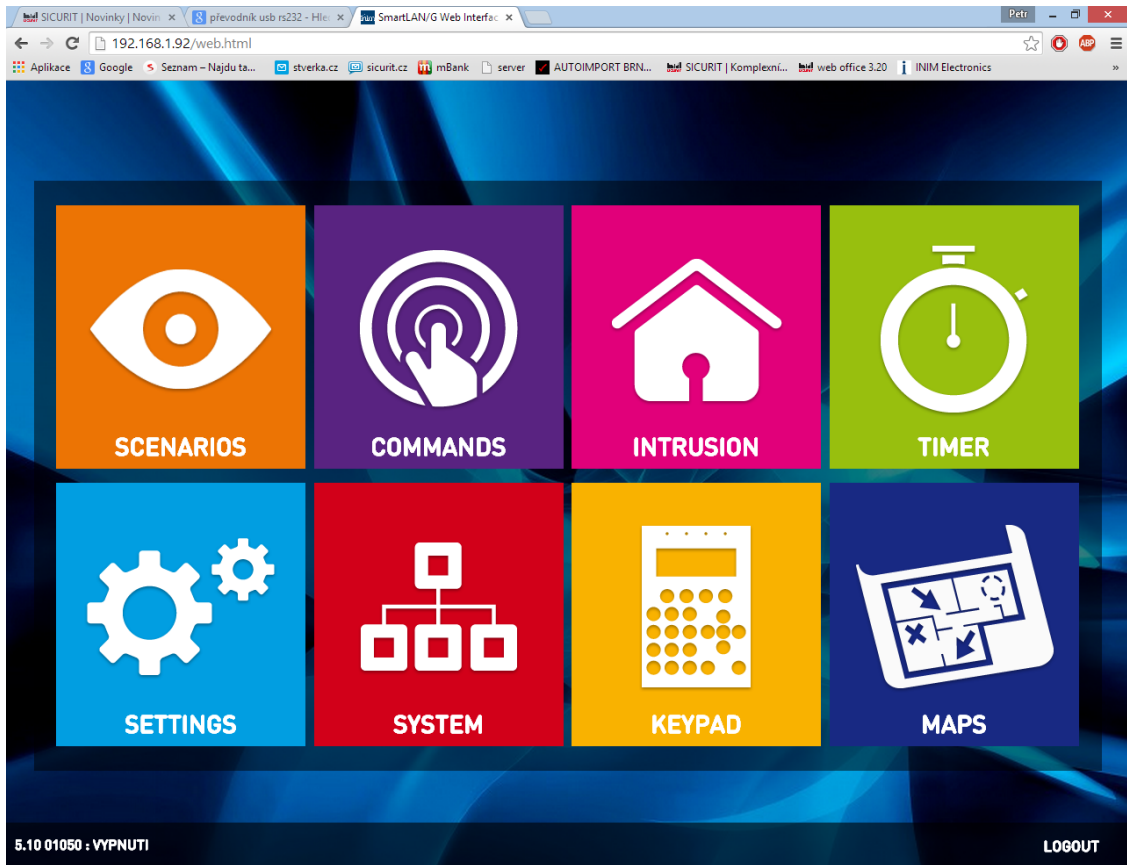 SICURIT | Novinky | Novin
převodník usb rs232 - Hle
SmartLAN/G Web Interfac
Petr
192.168.1.92/web.html
ABP
Aplikace
Google
Seznam – Najdu ta...
stverka.cz
sicurit.cz
mBank
server
AUTOIMPORT BRN...
SICURIT | Komplexní...
web office 3.20
INIM Electronics
»
SCENARIOS
COMMANDS
INTRUSION
TIMER
SETTINGS
SYSTEM
KEYPAD
MAPS
5.10 01050 : VYPNUTI
LOGOUT